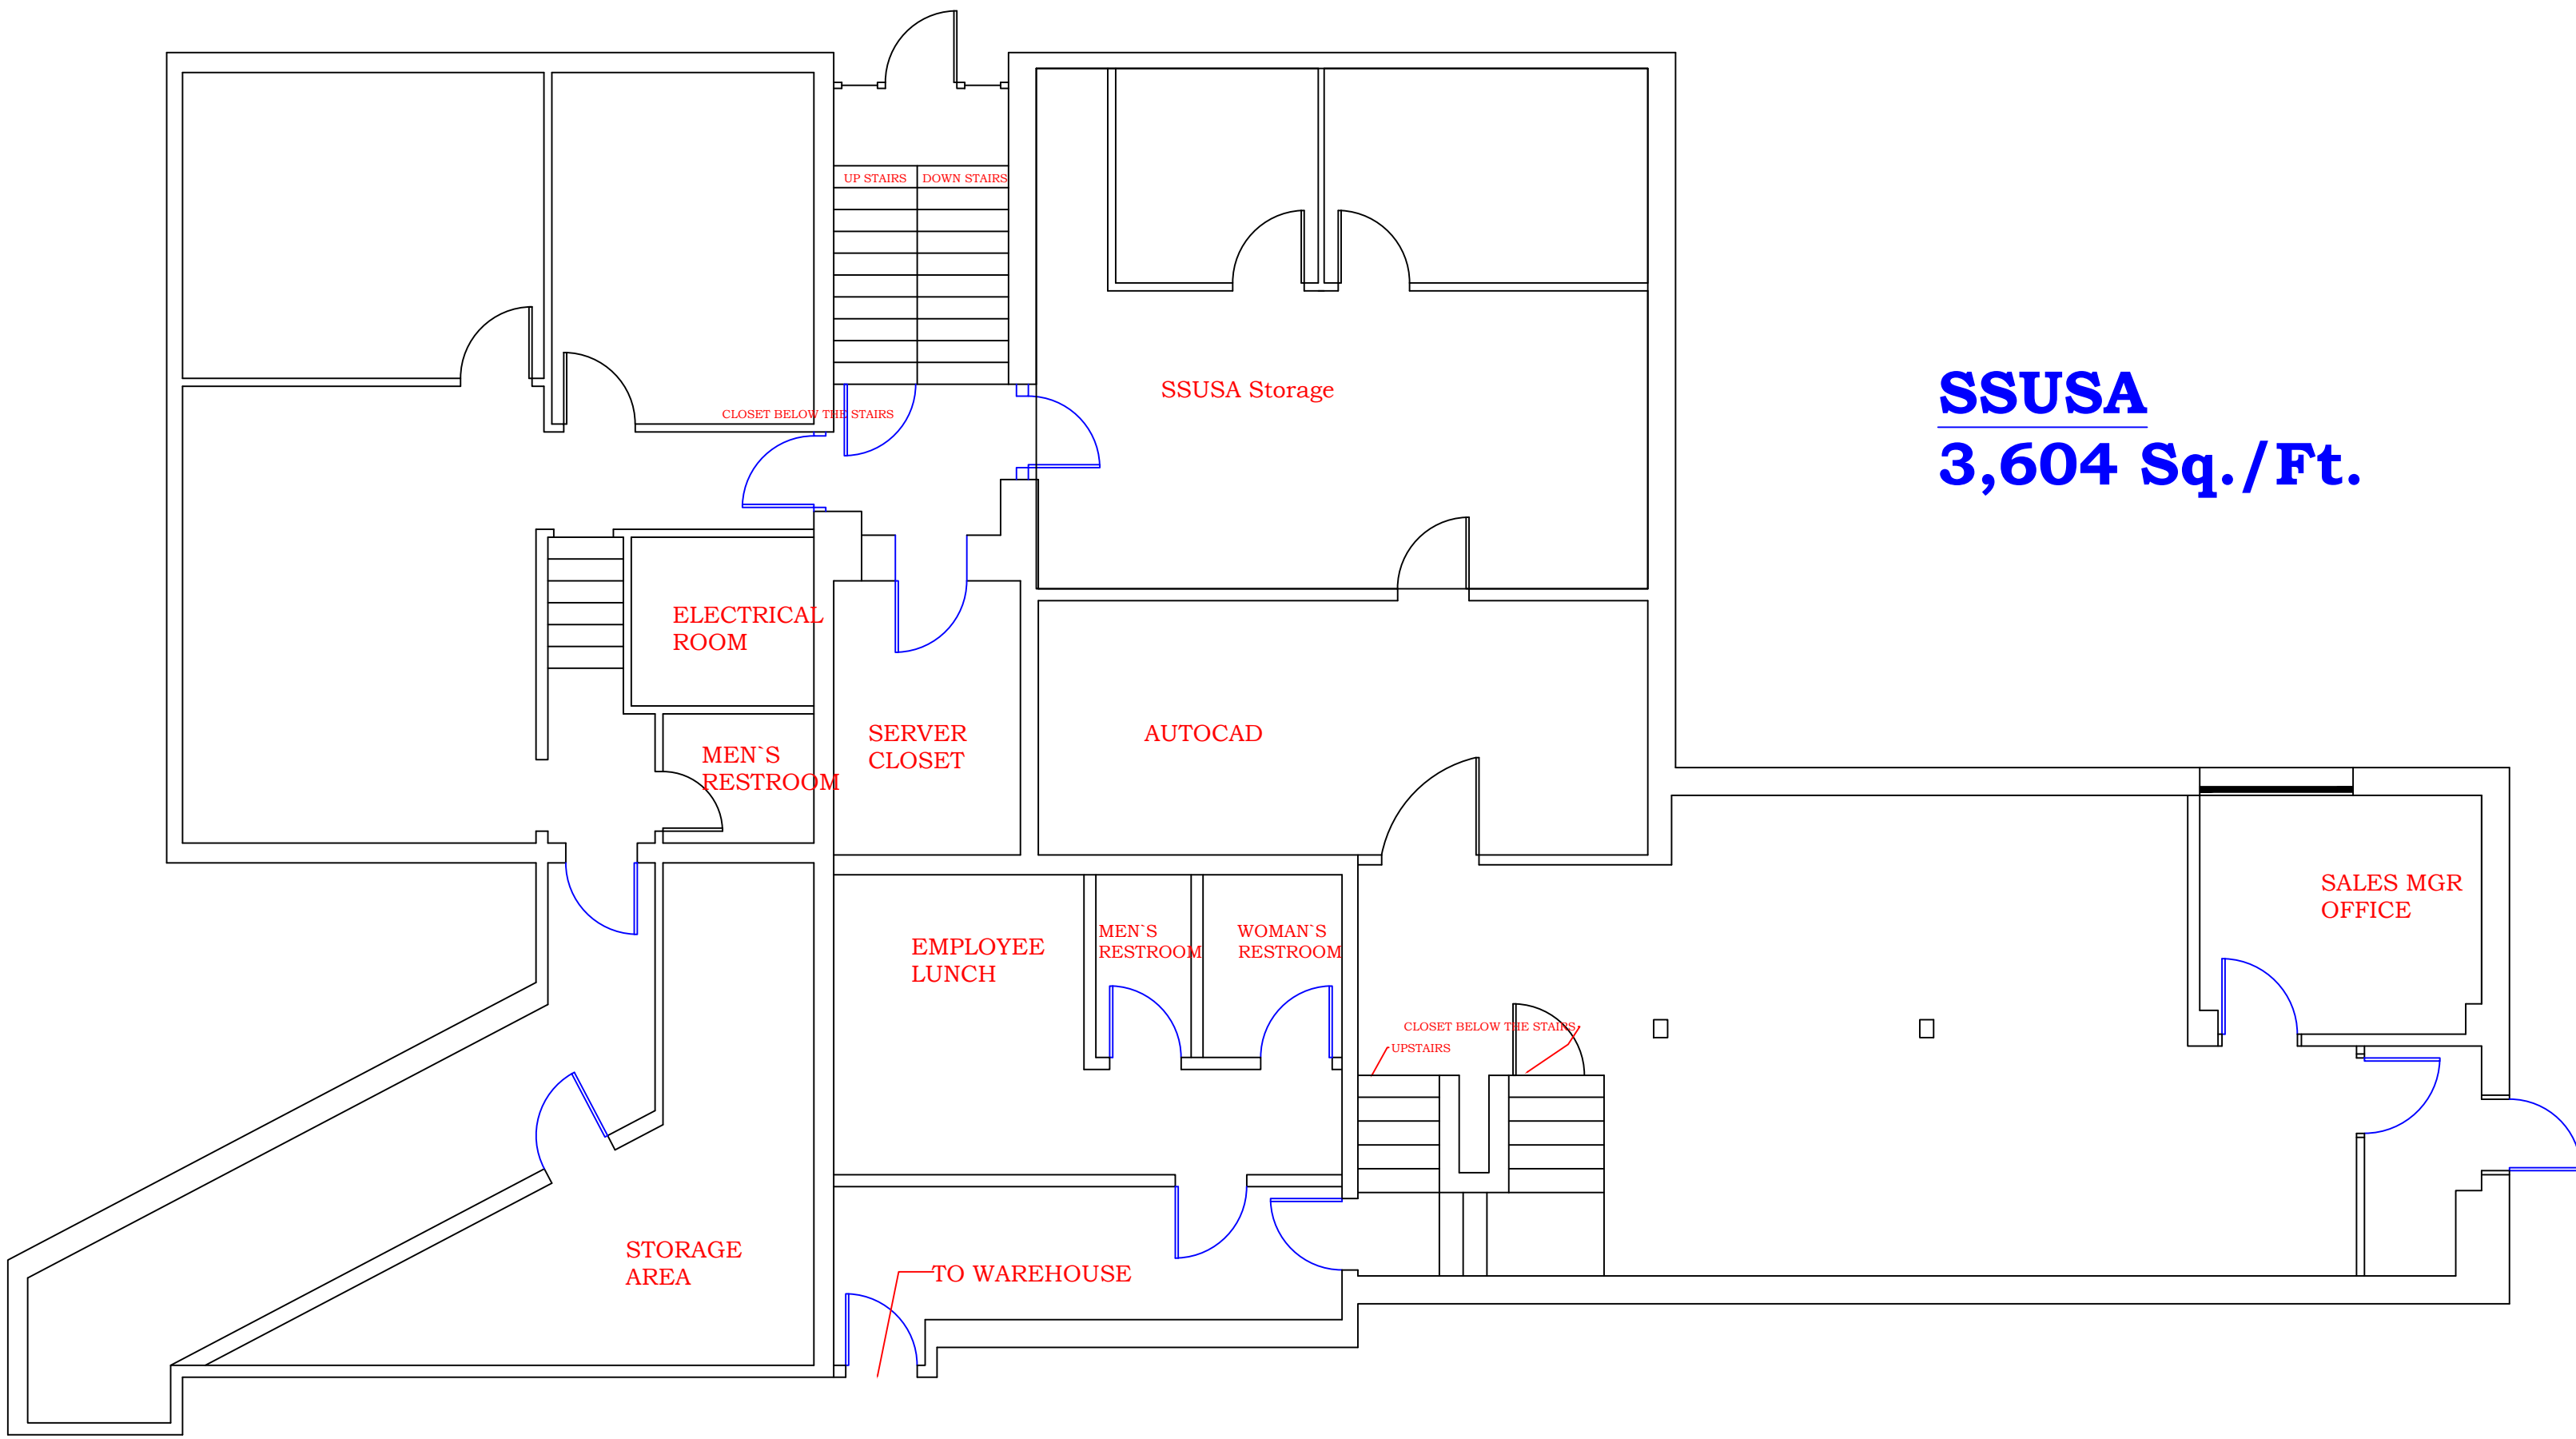 UP STAIRS
DOWN STAIRS
SSUSA Storage
SSUSA
3,604 Sq./Ft.
CLOSET BELOW THE STAIRS
ELECTRICAL
ROOM
MEN`S
RESTROOM
SERVER
CLOSET
AUTOCAD
SALES MGR
OFFICE
EMPLOYEE
LUNCH
MEN`S
RESTROOM
WOMAN`S
RESTROOM
CLOSET BELOW THE STAIRS
UPSTAIRS
STORAGE
AREA
TO WAREHOUSE